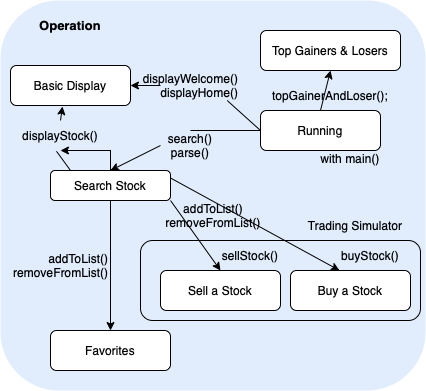 Operation
Top Gainers & Losers
Basic Display
displayWelcome()
displayHome()
topGainerAndLoser();
displayStock()
search()
parse()
Running
with main()
Search Stock
addToList()
removeFromList()
Trading Simulator
addToList()
removeFromList()
sellStock()
buyStock()
Sell a Stock
Buy a Stock
Favorites